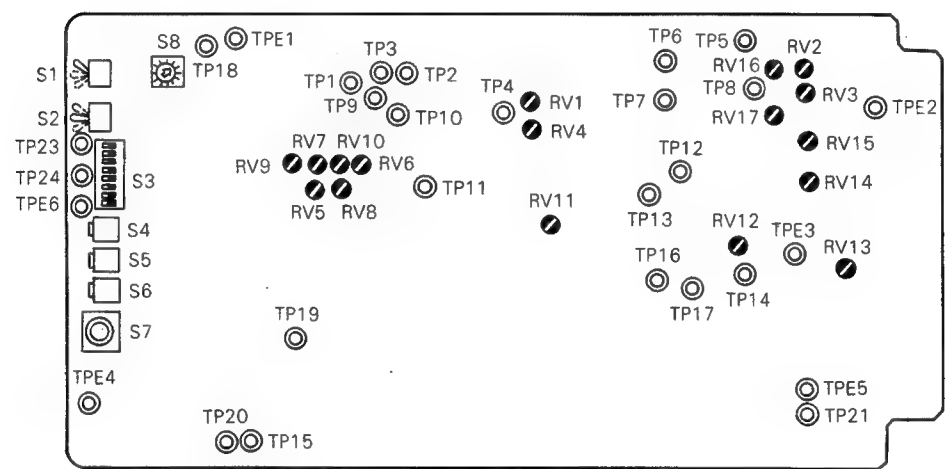 S8
TPE1
TP18
TP3
TP1
TP2
TP9
TP10
TP4
RV1
RV4
TP6
TP5
RV2
RV16
TP8
RV3
TP7
RV17
TPE2
RV15
RV14
S1
S2
TP23
TP24
S3
TPE6
S4
S5
S6
S7
TPE4
RV7
RV10
RV9
RV6
RV5
RV8
TP11
RV11
TP12
TP13
RV12
TPE3
RV13
TP16
TP17
TP14
TP19
TP20
TP15
TPE5
TP21